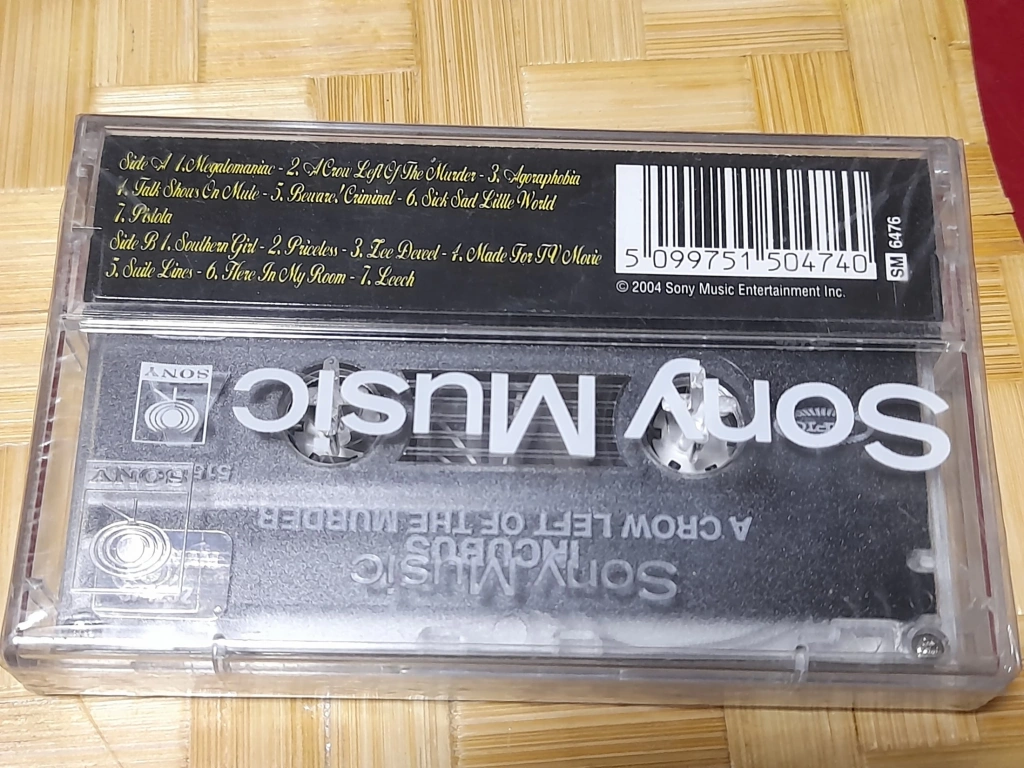 Side A 1. Megalomaniac - 2. A Crow Left Of The Murder - 3. Agoraphobia
4. Talk Shows On Mute - 5. Beware! Criminal - 6. Sick Sad Little World
7. Pistola
Side B 1. Southern Girl - 2. Priceless - 3. Zee Deveel - 4. Made For TV Movie
5. Suile Lines - 6. Here In My Room - 7. Leech
5 099751 504740
SM 6476
© 2004 Sony Music Entertainment Inc.
SONY
Sony Music
SONY
A CROW LEFT OF THE MURDER
INCUBUS
Sony Music